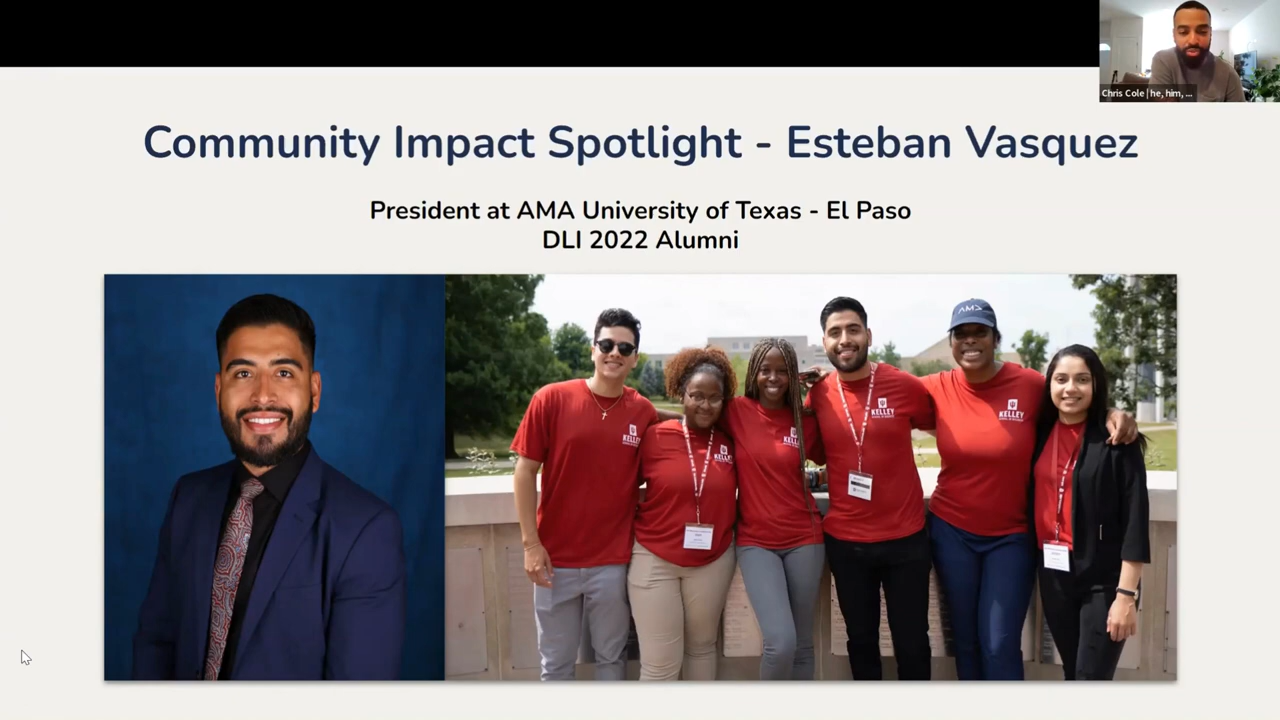 Chris Cole | he, him, ...
Community Impact Spotlight - Esteban Vasquez
President at AMA University of Texas - El Paso
DLI 2022 Alumni
AMA
KELLEY
KELLEY
KELLEY
KELLEY
KELLEY